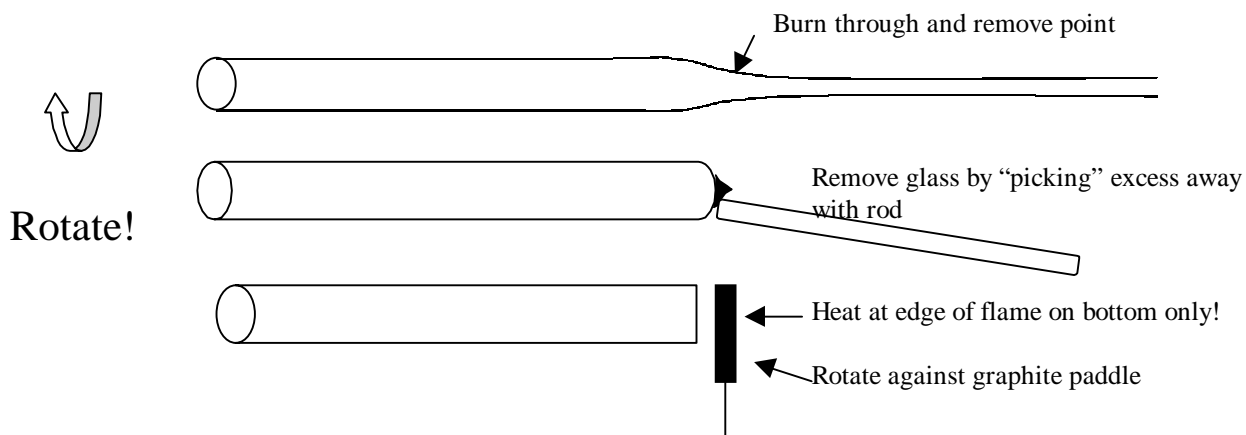 Burn through and remove point
Remove glass by “picking” excess away
with rod
Rotate!
Heat at edge of flame on bottom only!
Rotate against graphite paddle